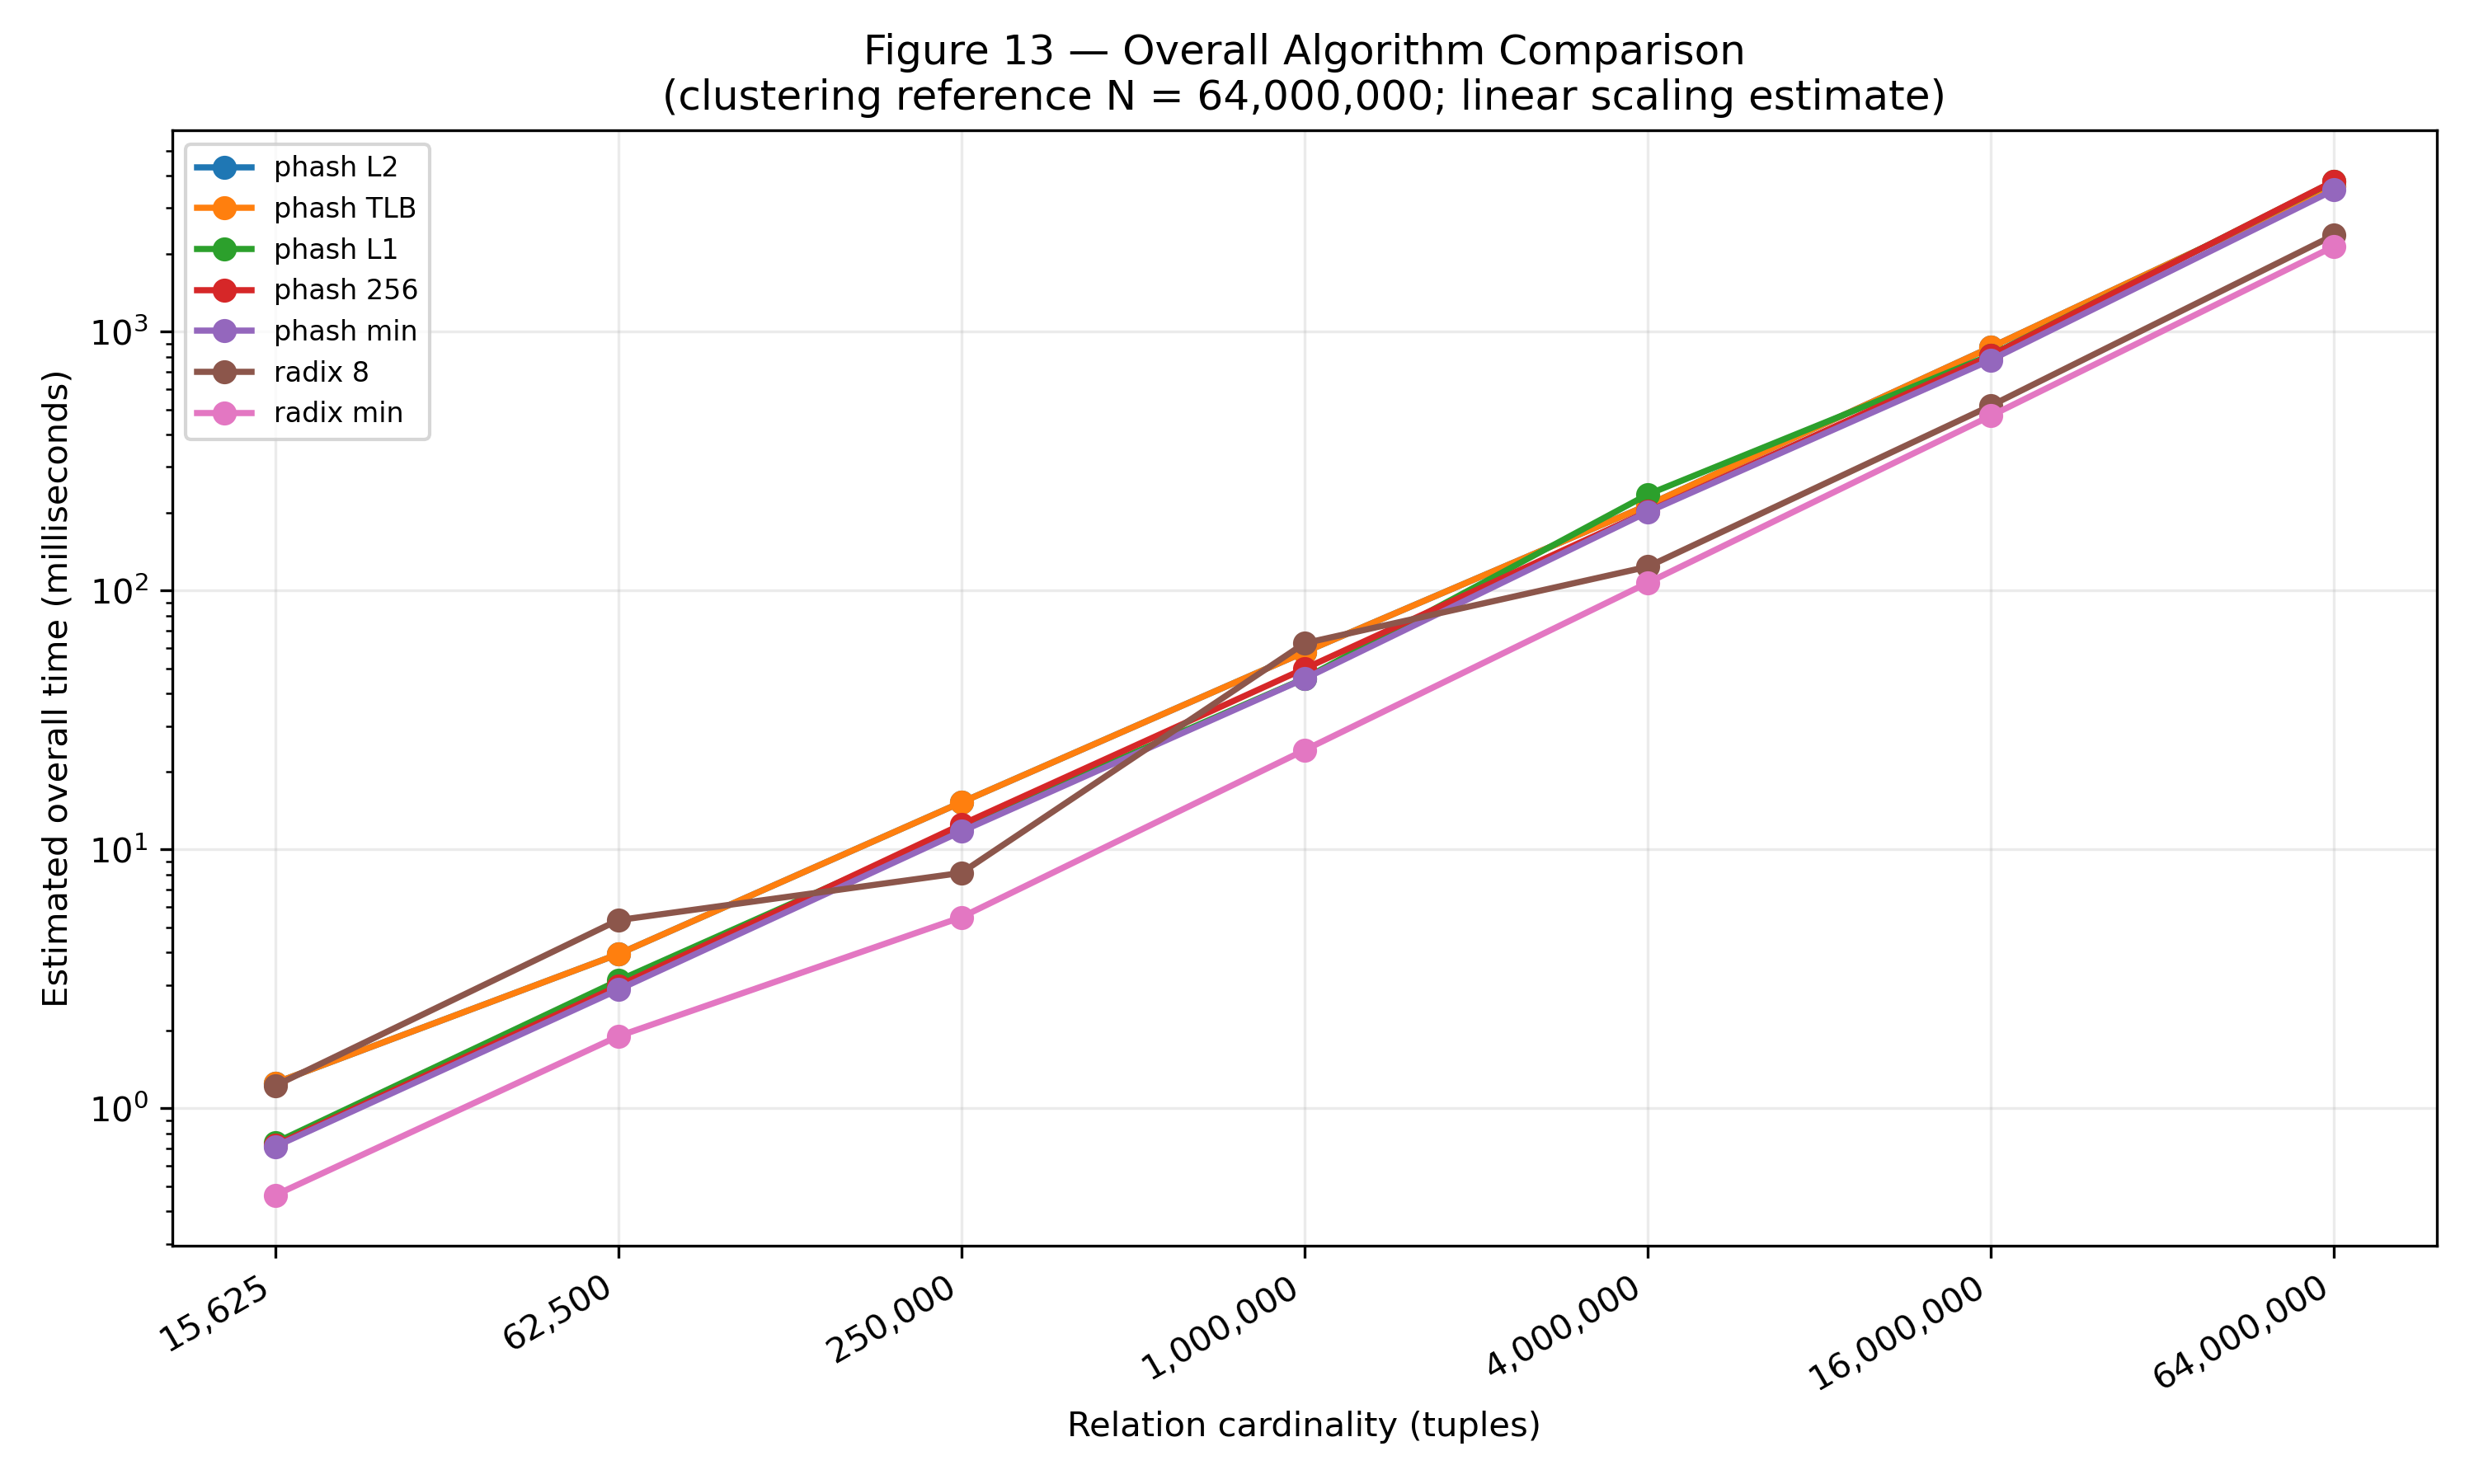 Figure 13 — Overall Algorithm Comparison
(clustering reference N = 64,000,000; linear scaling estimate)
phash L2
phash TLB
phash L1
phash 256
phash min
radix 8
radix min
Estimated overall time (milliseconds)
10³
10²
10¹
10⁰
15,625
62,500
250,000
1,000,000
4,000,000
16,000,000
64,000,000
Relation cardinality (tuples)